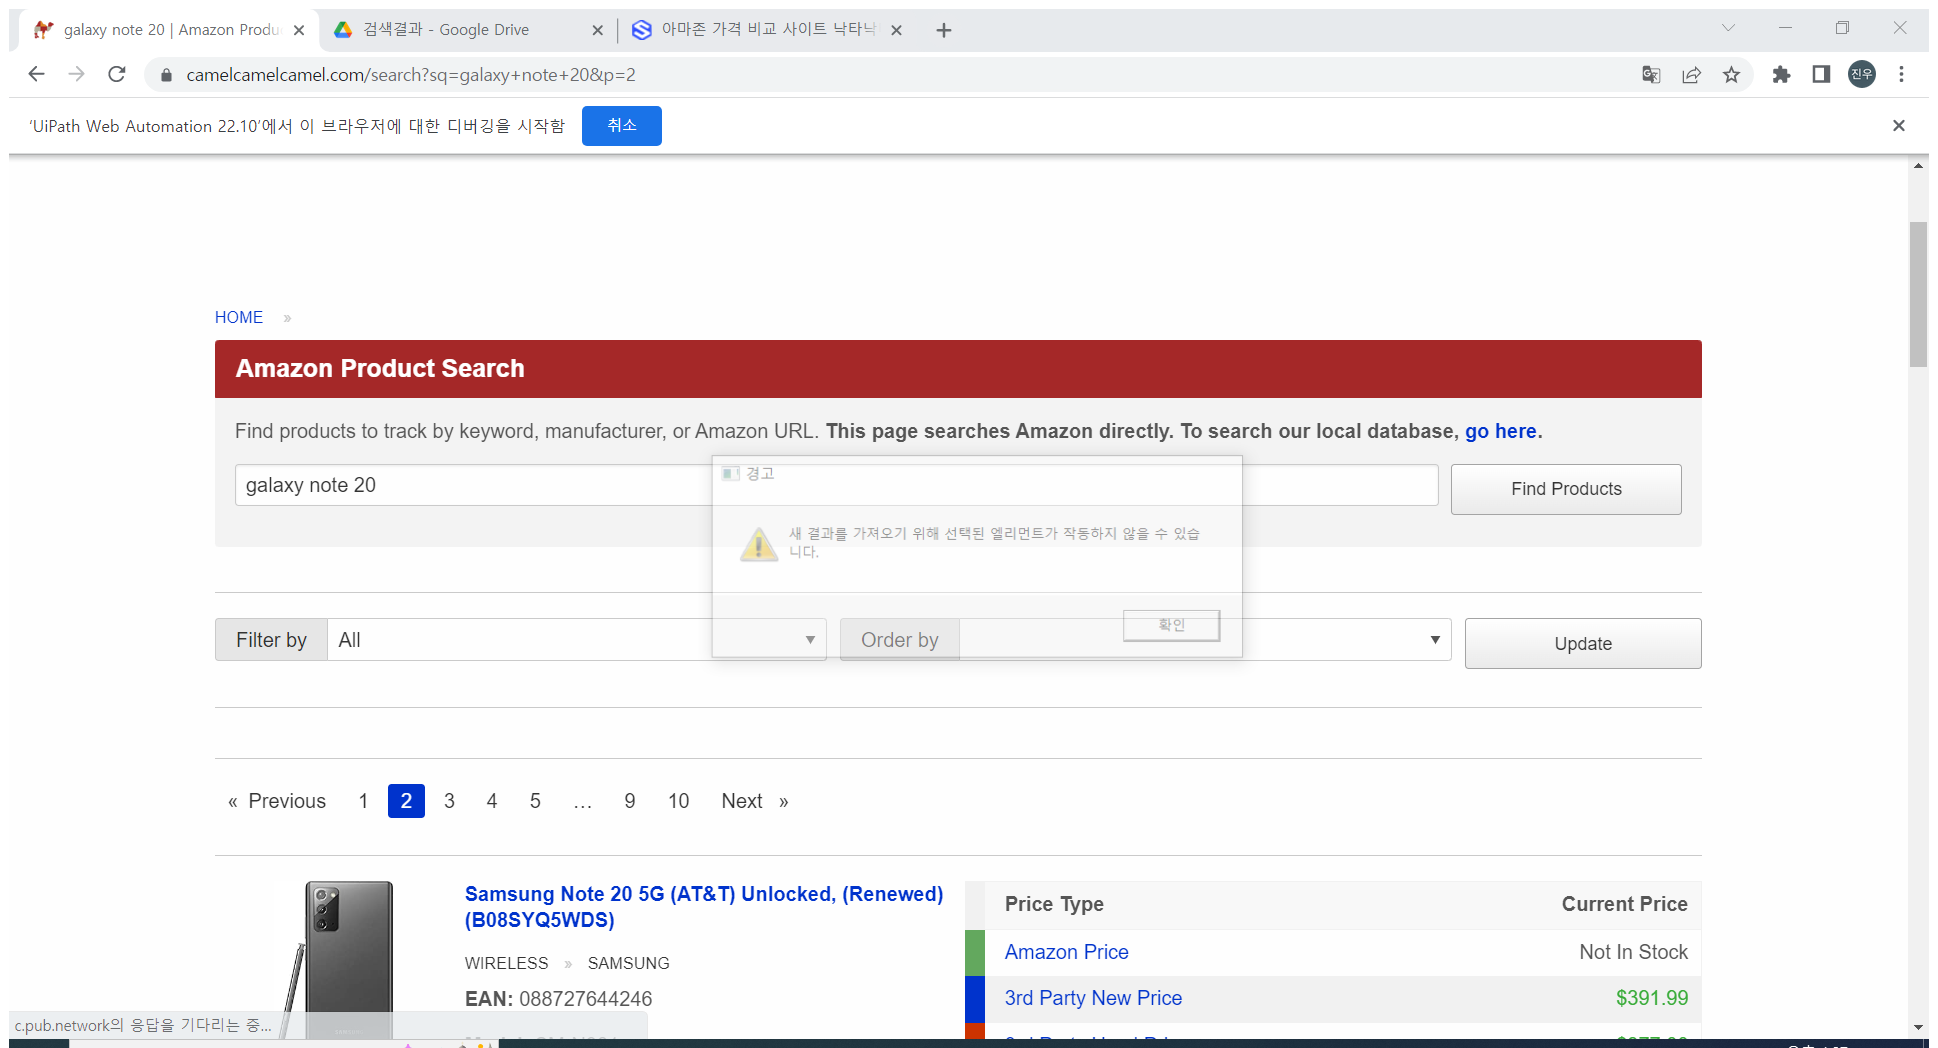 galaxy note 20 | Amazon Produ
검색결과 - Google Drive
아마존 가격 비교 사이트 낙타낙
camelcamelcamel.com/search?sq=galaxy+note+20&p=2
진우
'UiPath Web Automation 22.10'에서 이 브라우저에 대한 디버깅을 시작함
취소
HOME »
Amazon Product Search
Find products to track by keyword, manufacturer, or Amazon URL. This page searches Amazon directly. To search our local database, go here.
galaxy note 20
Find Products
경고
새 결과를 가져오기 위해 선택된 엘리먼트가 작동하지 않을 수 있습
니다.
확인
Filter by All
Order by
Update
« Previous 1 2 3 4 5 … 9 10 Next »
Samsung Note 20 5G (AT&T) Unlocked, (Renewed)
(B08SYQ5WDS)
WIRELESS » SAMSUNG
EAN: 088727644246
Price Type Current Price
Amazon Price Not In Stock
3rd Party New Price $391.99
c.pub.network의 응답을 기다리는 중...